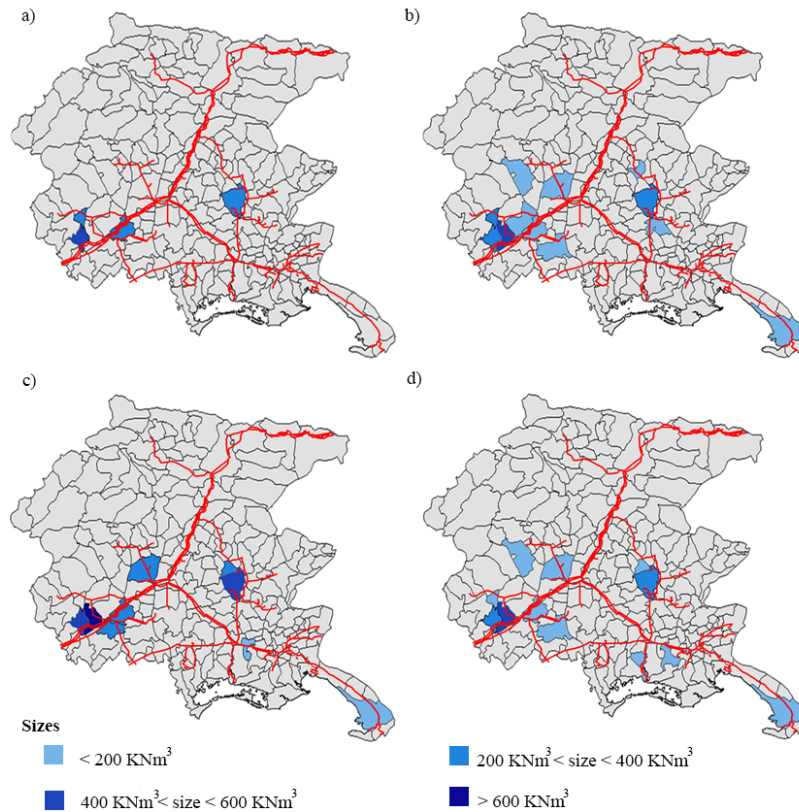 a)
b)
c)
d)
Sizes
< 200 KNm³
200 KNm³ < size < 400 KNm³
400 KNm³< size < 600 KNm³
> 600 KNm³